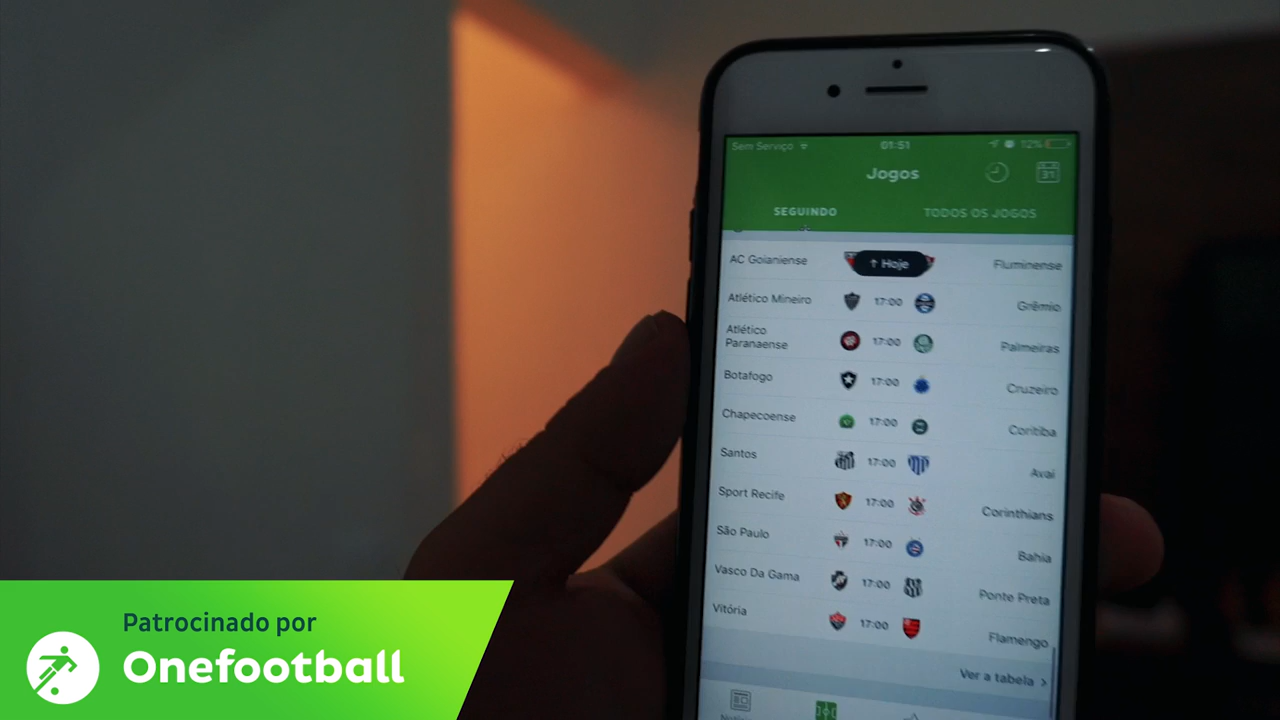 Sem Serviço 01:51 12%
Jogos 31
SEGUINDO TODOS OS JOGOS
AC Goianiense ↑ Hoje Fluminense
Atlético Mineiro 17:00 Grêmio
Atlético
Paranaense 17:00 Palmeiras
Botafogo 17:00 Cruzeiro
Chapecoense 17:00 Coritiba
Santos 17:00 Avaí
Sport Recife 17:00 Corinthians
São Paulo 17:00 Bahia
Vasco Da Gama 17:00 Ponte Preta
Vitória 17:00 Flamengo
Ver a tabela >
Patrocinado por
Onefootball